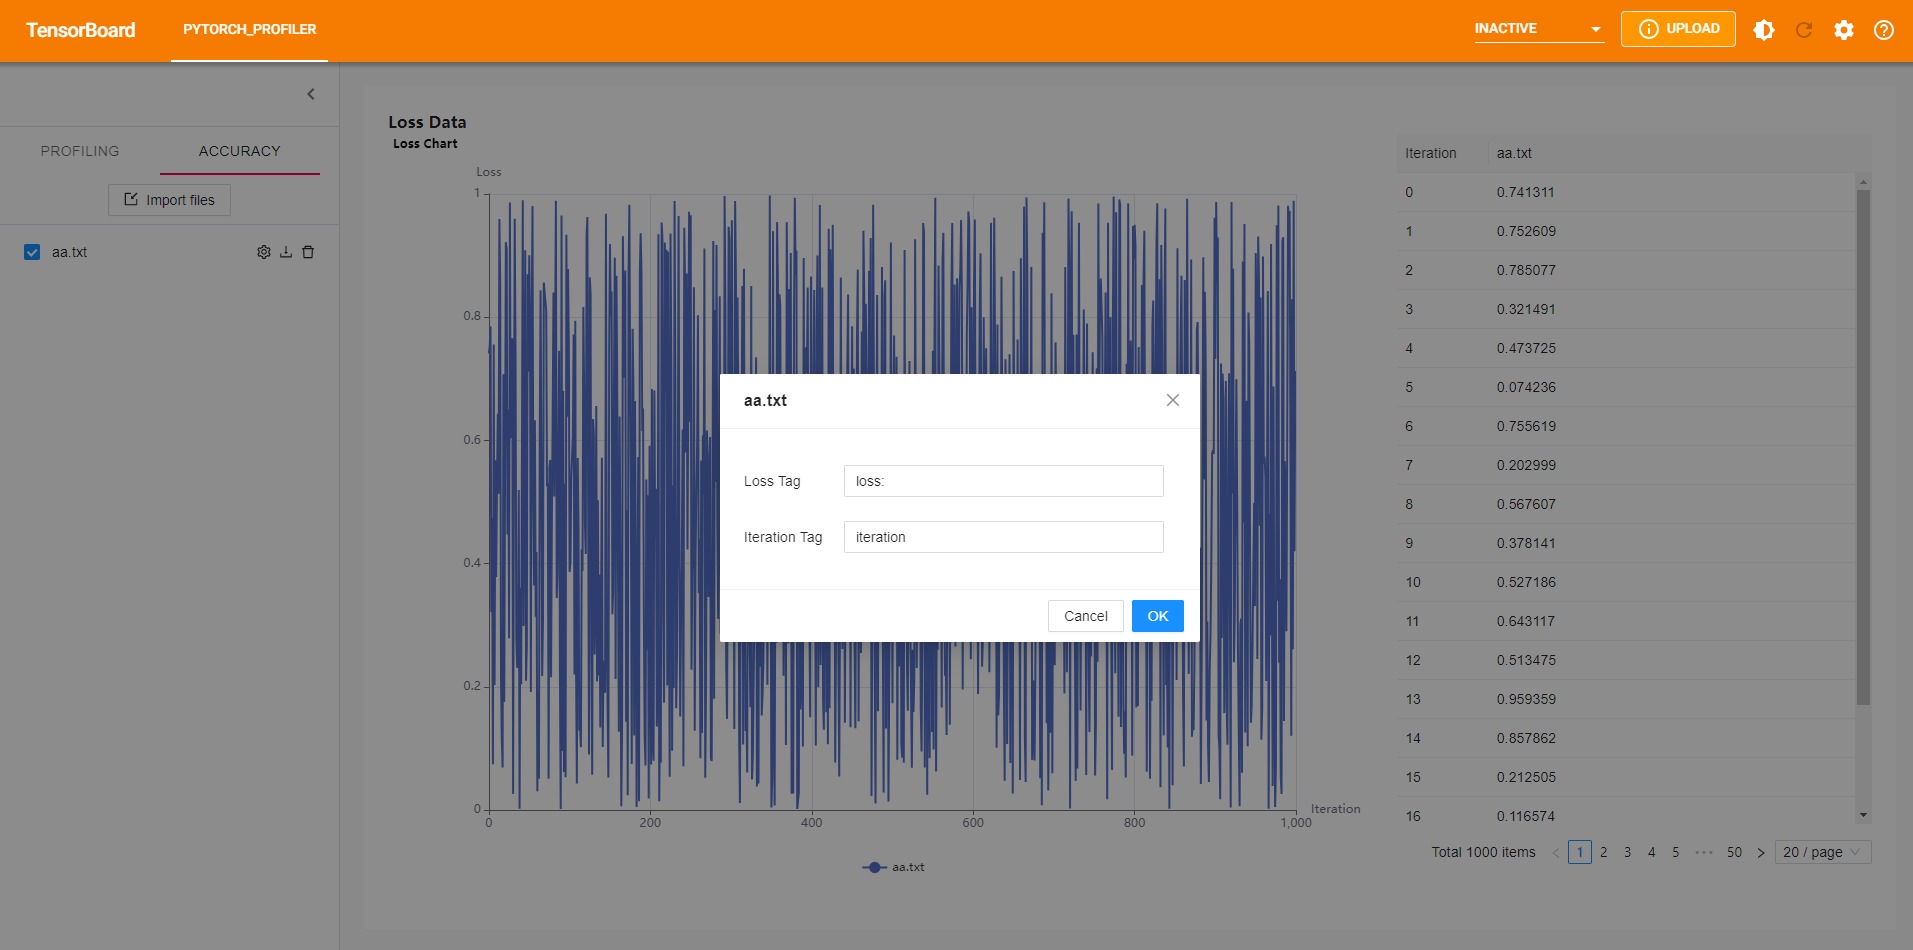 TensorBoard
PYTORCH_PROFILER
INACTIVE
UPLOAD
PROFILING
ACCURACY
Import files
aa.txt
Loss Data
Loss Chart
Loss
1
0.8
0.6
0.4
0.2
0
0 200 400 600 800 1,000
Iteration
aa.txt
aa.txt
Loss Tag loss:
Iteration Tag iteration
Cancel OK
Iteration aa.txt
0 0.741311
1 0.752609
2 0.785077
3 0.321491
4 0.473725
5 0.074236
6 0.755619
7 0.202999
8 0.567607
9 0.378141
10 0.527186
11 0.643117
12 0.513475
13 0.959359
14 0.857862
15 0.212505
16 0.116574
Total 1000 items < 1 2 3 4 5 ••• 50 > 20 / page